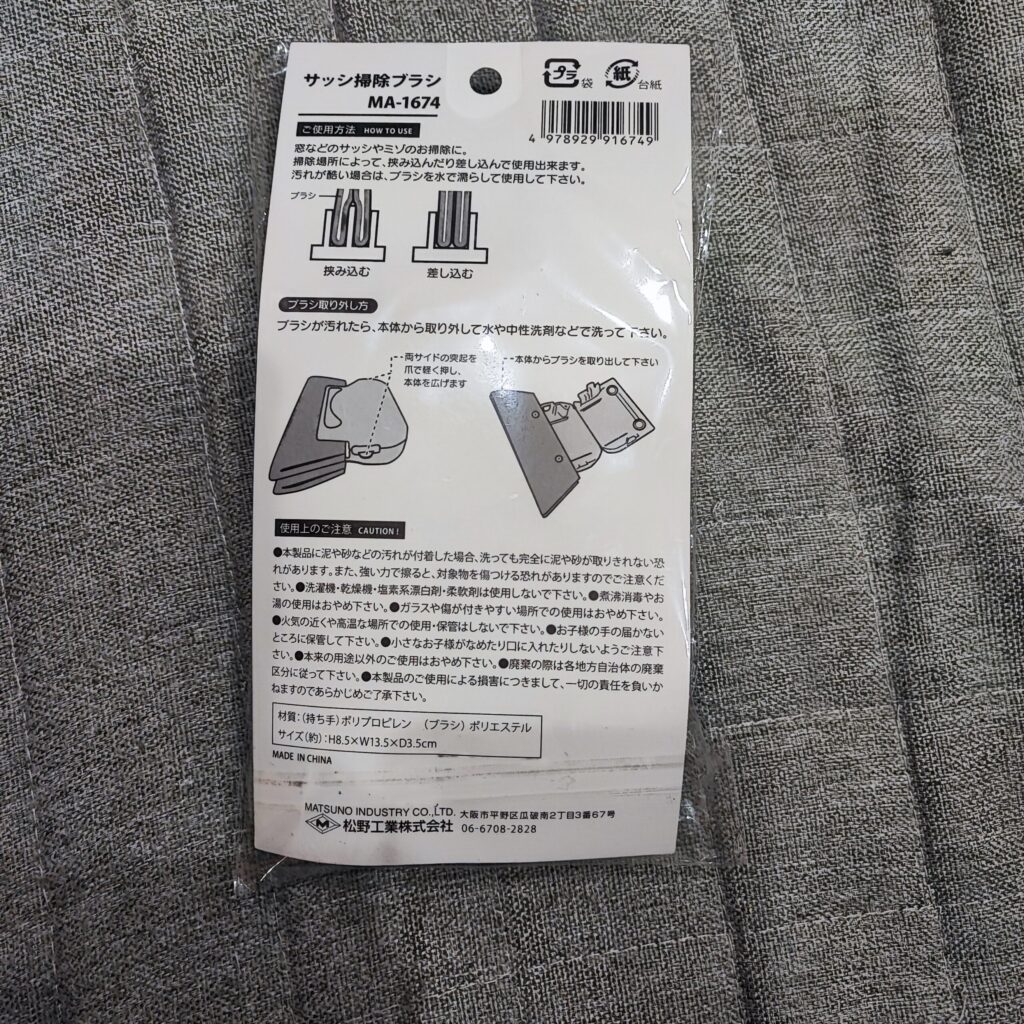 サッシ掃除ブラシ
MA-1674
プラ 袋
紙 台紙
4 978929 916749
ご使用方法 HOW TO USE
窓などのサッシやミゾのお掃除に。
掃除場所によって、挟み込んだり差し込んで使用出来ます。
汚れが酷い場合は、ブラシを水で濡らして使用して下さい。
ブラシ
挟み込む
差し込む
ブラシ取り外し方
ブラシが汚れたら、本体から取り外して水や中性洗剤などで洗って下さい。
両サイドの突起を
爪で軽く押し、
本体を広げます
本体からブラシを取り出して下さい
使用上のご注意 CAUTION!
●本製品に泥や砂などの汚れが付着した場合、洗っても完全に泥や砂が取りきれない恐
れがあります。また、強い力で擦ると、対象物を傷つける恐れがありますのでご注意くだ
さい。●洗濯機・乾燥機・塩素系漂白剤・柔軟剤は使用しないで下さい。●煮沸消毒やお
湯の使用はおやめ下さい。●ガラスや傷が付きやすい場所での使用はおやめ下さい。
●火気の近くや高温な場所での使用・保管はしないで下さい。●お子様の手の届かない
ところに保管して下さい。●小さなお子様がなめたり口に入れたりしないようご注意下
さい。●本来の用途以外のご使用はおやめ下さい。●廃棄の際は各地方自治体の廃棄
区分に従って下さい。●本製品のご使用による損害につきまして、一切の責任を負いか
ねますのであらかじめご了承下さい。
材質：（持ち手）ポリプロピレン （ブラシ）ポリエステル
サイズ（約）：H8.5×W13.5×D3.5cm
MADE IN CHINA
MATSUNO INDUSTRY CO.,LTD. 大阪市平野区瓜破南2丁目3番67号
M 松野工業株式会社 06-6708-2828